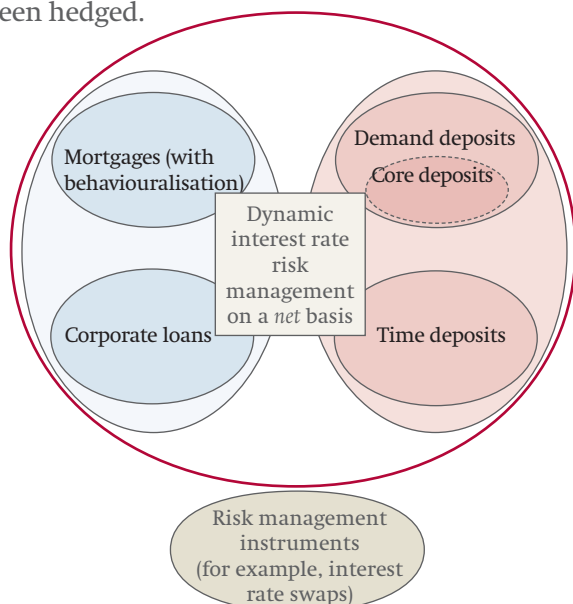 een hedged.
Mortgages (with
behaviouralisation)
Demand deposits
Core deposits
Dynamic
interest rate
risk
management
on a net basis
Corporate loans
Time deposits
Risk management
instruments
(for example, interest
rate swaps)